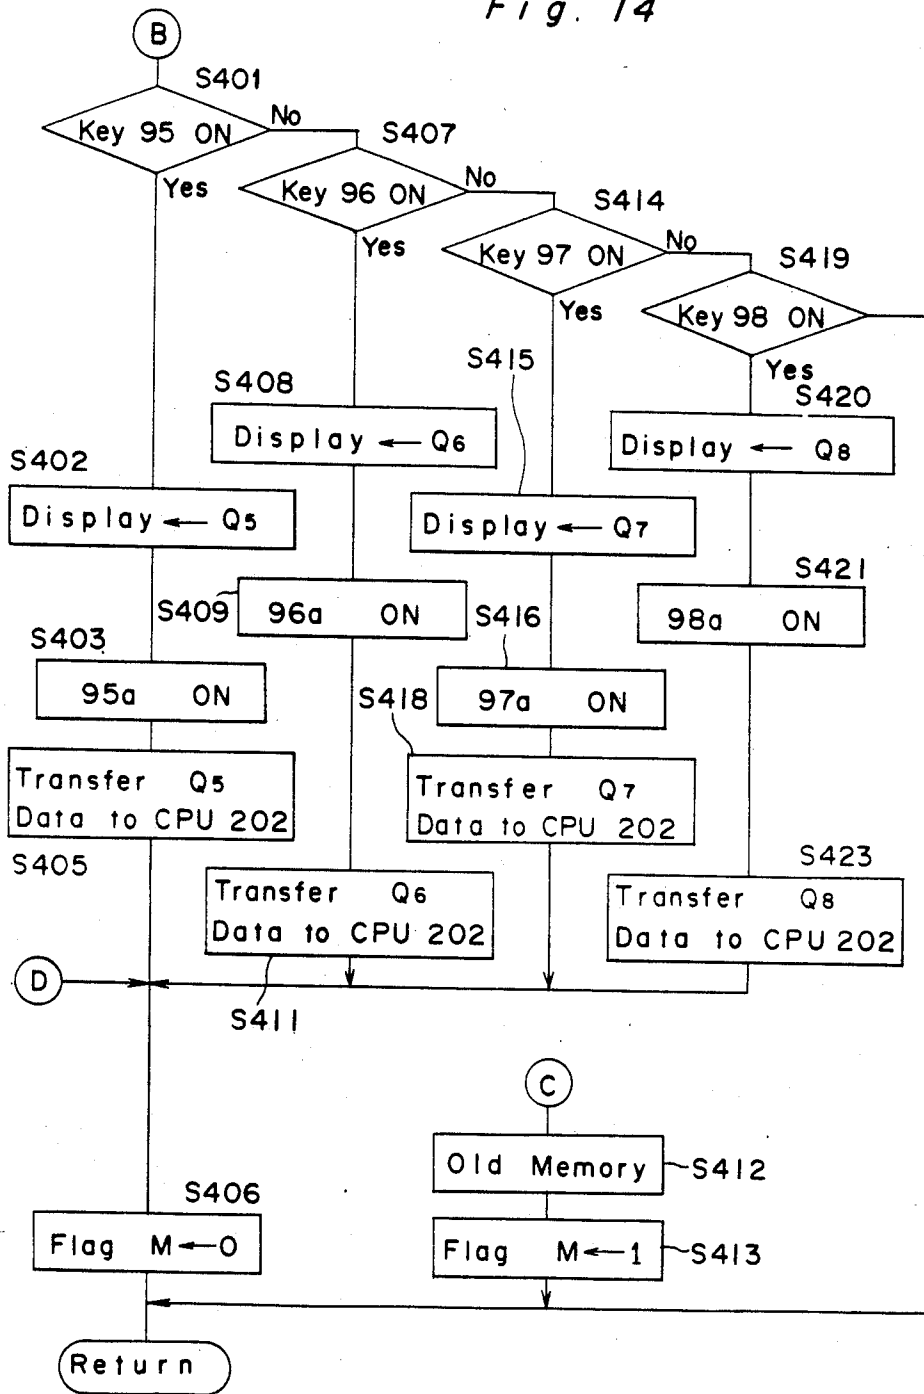 Fig. 14
B
S401
Key 95 ON
No
Yes
S407
Key 96 ON
No
Yes
S414
Key 97 ON
No
Yes
S419
Key 98 ON
Yes
S402
Display ← Q5
S403
95a ON
Transfer Q5
Data to CPU 202
S405
S408
Display ← Q6
S409
96a ON
Transfer Q6
Data to CPU 202
S411
S415
Display ← Q7
S416
97a ON
S418
Transfer Q7
Data to CPU 202
S420
Display ← Q8
S421
98a ON
S423
Transfer Q8
Data to CPU 202
D
C
Old Memory
S412
S406
Flag M←0
Flag M←1
S413
Return